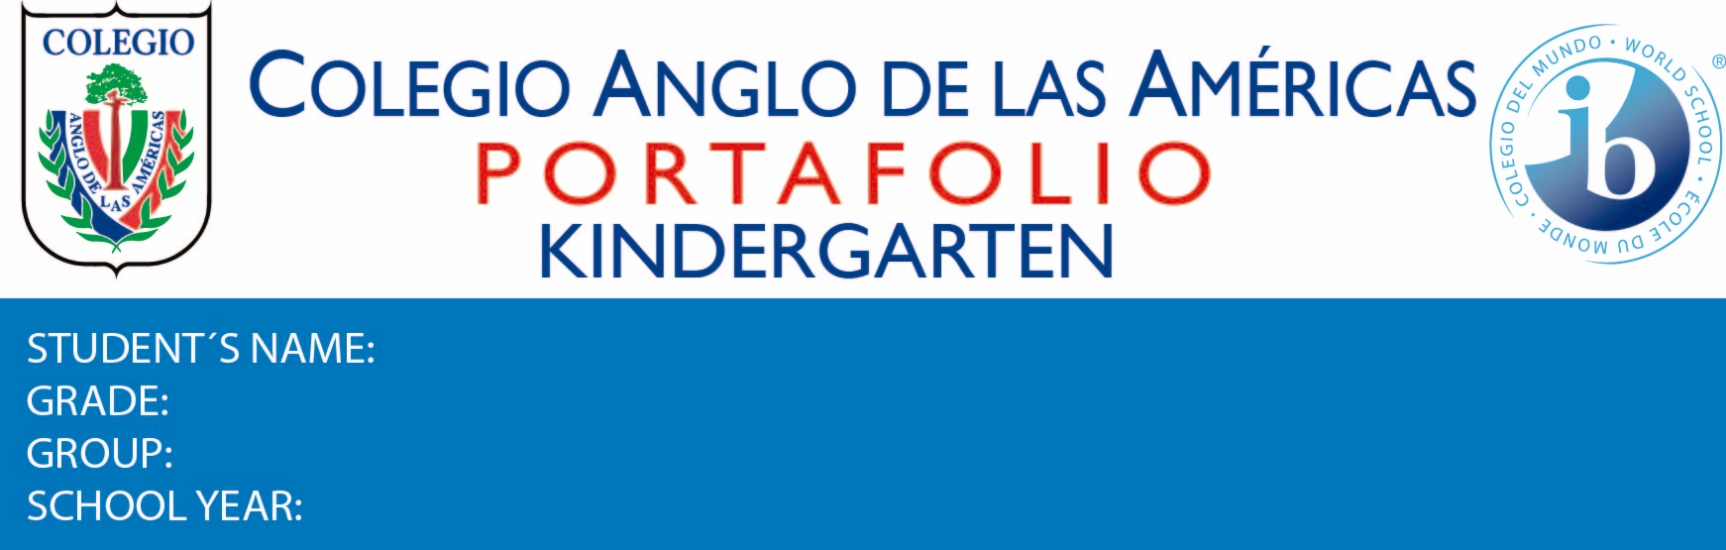 COLEGIO
ANGLO DE LAS AMÉRICAS
COLEGIO ANGLO DE LAS AMÉRICAS
PORTAFOLIO
KINDERGARTEN
COLEGIO DEL MUNDO · WORLD SCHOOL · ÉCOLE DU MONDE ·
ib
®
STUDENT´S NAME:
GRADE:
GROUP:
SCHOOL YEAR: